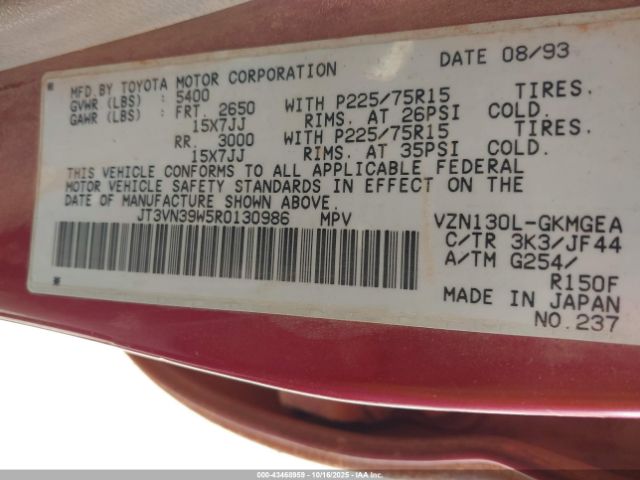 DATE 08/93
MFD.BY TOYOTA MOTOR CORPORATION
GVWR (LBS) : 5400
GAWR (LBS) : FRT. 2650 WITH P225/75R15 TIRES.
15X7JJ RIMS. AT 26PSI COLD.
RR. 3000 WITH P225/75R15 TIRES.
15X7JJ RIMS. AT 35PSI COLD.
THIS VEHICLE CONFORMS TO ALL APPLICABLE FEDERAL
MOTOR VEHICLE SAFETY STANDARDS IN EFFECT ON THE
DATE OF MANUFACTURE SHOWN ABOVE.
JT3VN39W5R0130986 MPV VZN130L-GKMGEA
C/TR 3K3/JF44
A/TM G254/
R150F
MADE IN JAPAN
NO.237
000-43468959 - 10/16/2025 - IAA, Inc.